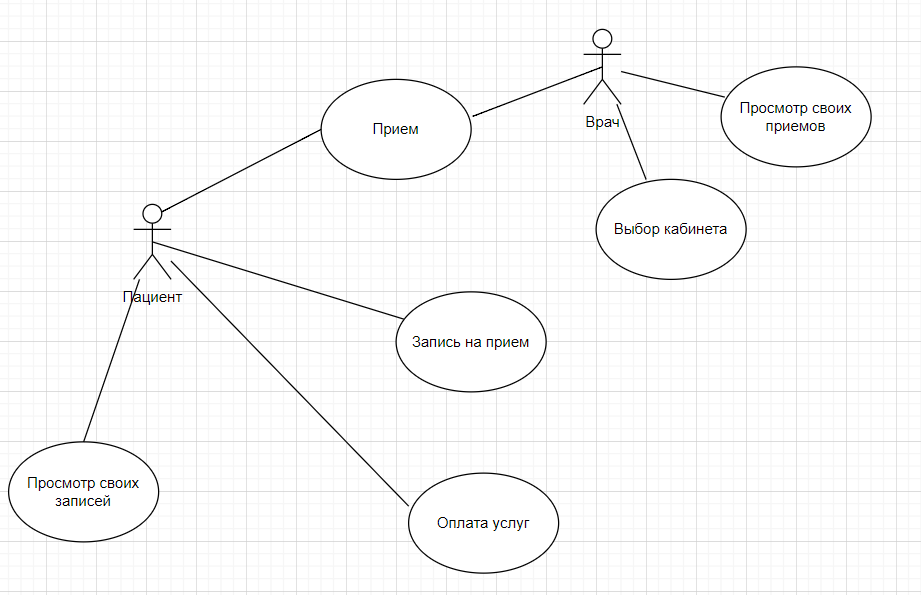 Врач
Просмотр своих
приемов
Прием
Выбор кабинета
Пациент
Запись на прием
Просмотр своих
записей
Оплата услуг